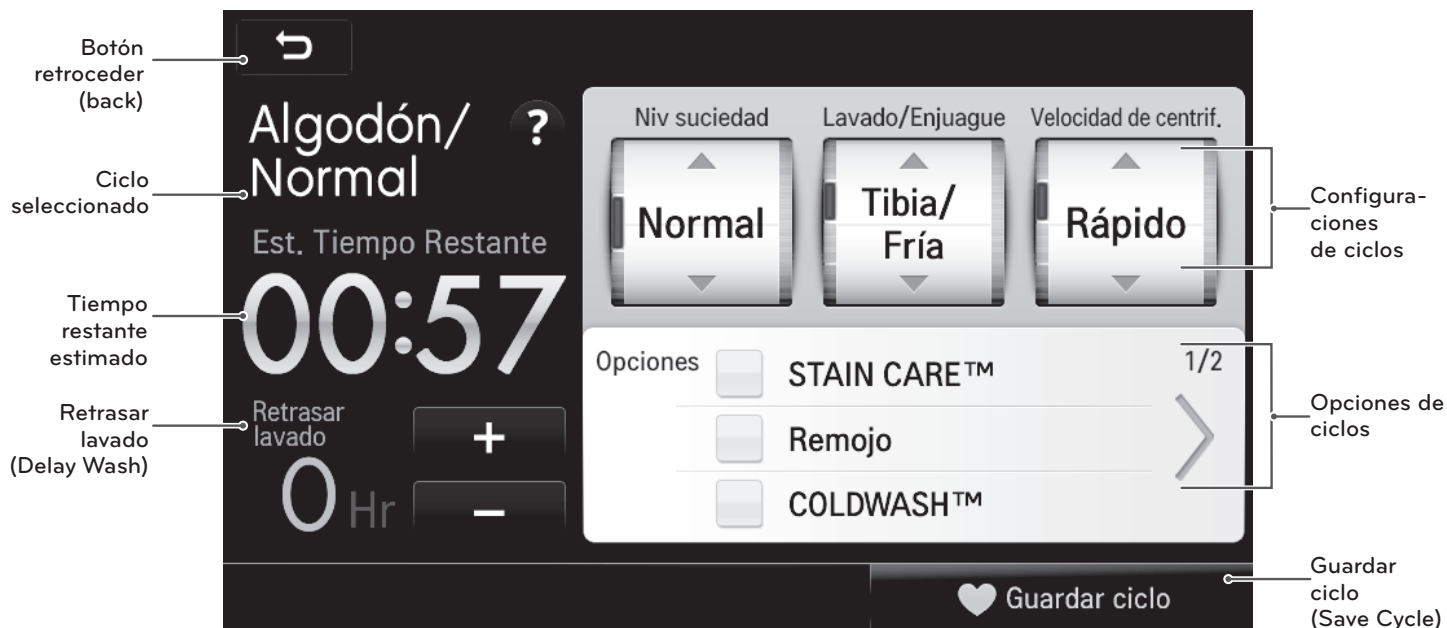 Botón
retroceder
(back)
Ciclo
seleccionado
Tiempo
restante
estimado
Retrasar
lavado
(Delay Wash)
Algodón/
Normal
?
Est. Tiempo Restante
00:57
Retrasar
lavado
0 Hr
+
−
Niv suciedad
Normal
Lavado/Enjuague
Tibia/
Fría
Velocidad de centrif.
Rápido
Opciones
1/2
STAIN CARE™
Remojo
COLDWASH™
Guardar ciclo
Configura-
ciones
de ciclos
Opciones de
ciclos
Guardar
ciclo
(Save Cycle)